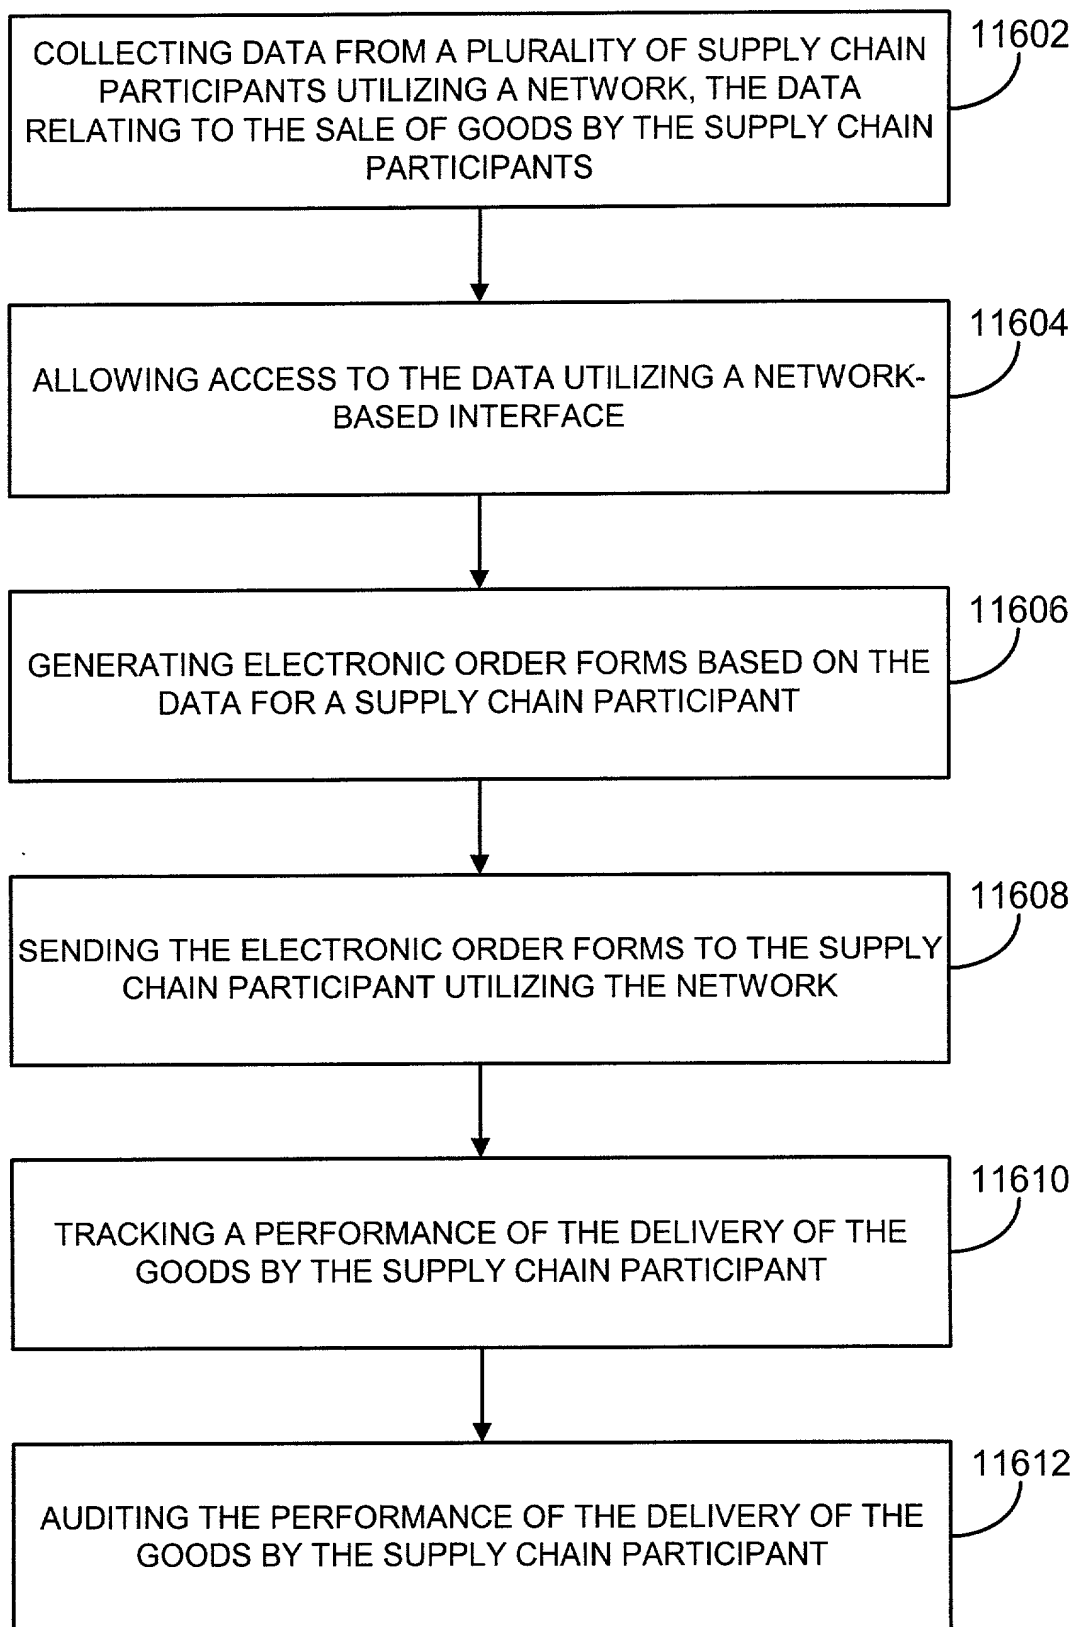 COLLECTING DATA FROM A PLURALITY OF SUPPLY CHAIN
PARTICIPANTS UTILIZING A NETWORK, THE DATA
RELATING TO THE SALE OF GOODS BY THE SUPPLY CHAIN
PARTICIPANTS
11602
ALLOWING ACCESS TO THE DATA UTILIZING A NETWORK-
BASED INTERFACE
11604
GENERATING ELECTRONIC ORDER FORMS BASED ON THE
DATA FOR A SUPPLY CHAIN PARTICIPANT
11606
SENDING THE ELECTRONIC ORDER FORMS TO THE SUPPLY
CHAIN PARTICIPANT UTILIZING THE NETWORK
11608
TRACKING A PERFORMANCE OF THE DELIVERY OF THE
GOODS BY THE SUPPLY CHAIN PARTICIPANT
11610
AUDITING THE PERFORMANCE OF THE DELIVERY OF THE
GOODS BY THE SUPPLY CHAIN PARTICIPANT
11612